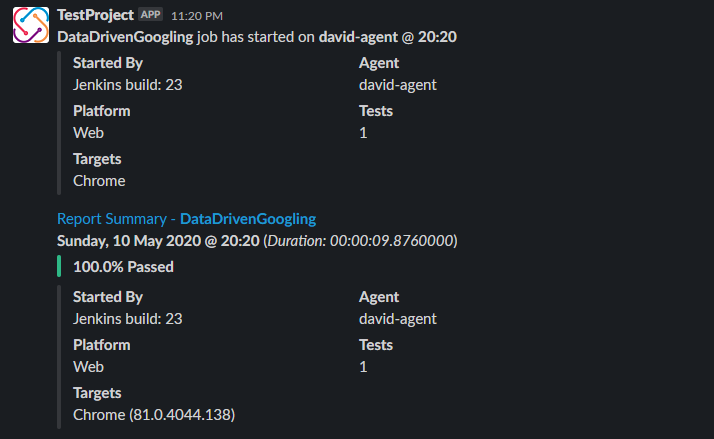 TestProject APP 11:20 PM
DataDrivenGoogling job has started on david-agent @ 20:20
Started By Agent
Jenkins build: 23 david-agent
Platform Tests
Web 1
Targets
Chrome
Report Summary - DataDrivenGoogling
Sunday, 10 May 2020 @ 20:20 (Duration: 00:00:09.8760000)
100.0% Passed
Started By Agent
Jenkins build: 23 david-agent
Platform Tests
Web 1
Targets
Chrome (81.0.4044.138)